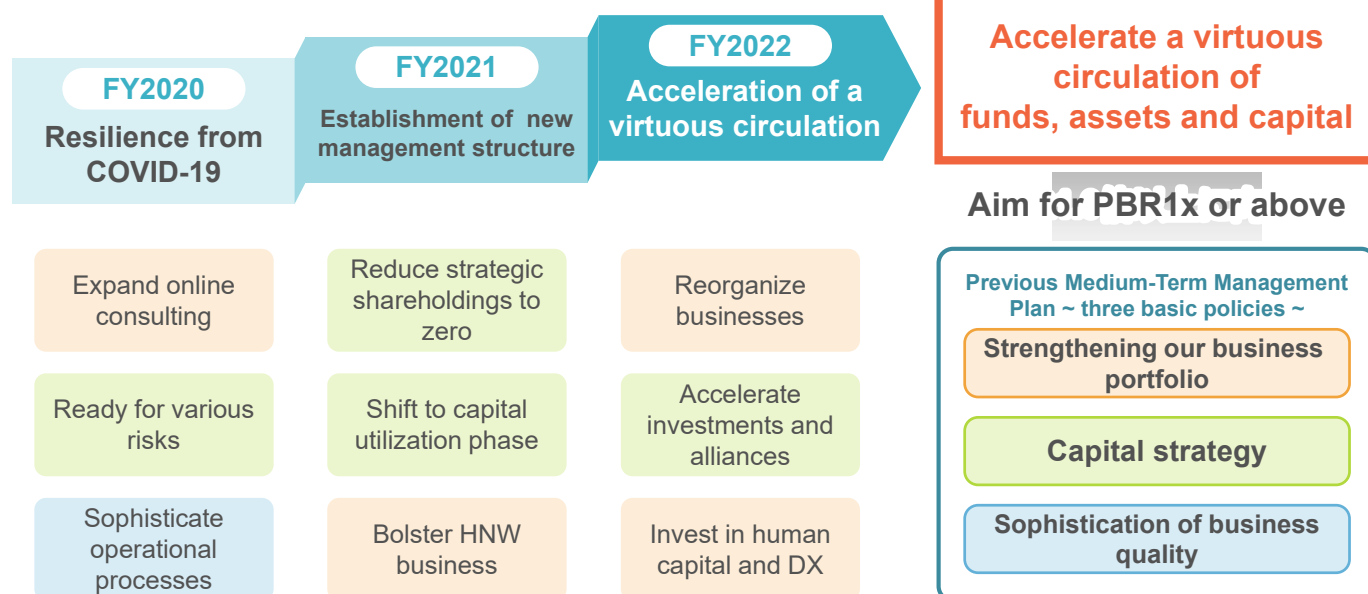 FY2020
Resilience from
COVID-19
FY2021
Establishment of new
management structure
FY2022
Acceleration of a
virtuous circulation
Accelerate a virtuous
circulation of
funds, assets and capital
Aim for PBR1x or above
Expand online
consulting
Ready for various
risks
Sophisticate
operational
processes
Reduce strategic
shareholdings to
zero
Shift to capital
utilization phase
Bolster HNW
business
Reorganize
businesses
Accelerate
investments and
alliances
Invest in human
capital and DX
Previous Medium-Term Management
Plan ~ three basic policies ~
Strengthening our business
portfolio
Capital strategy
Sophistication of business
quality